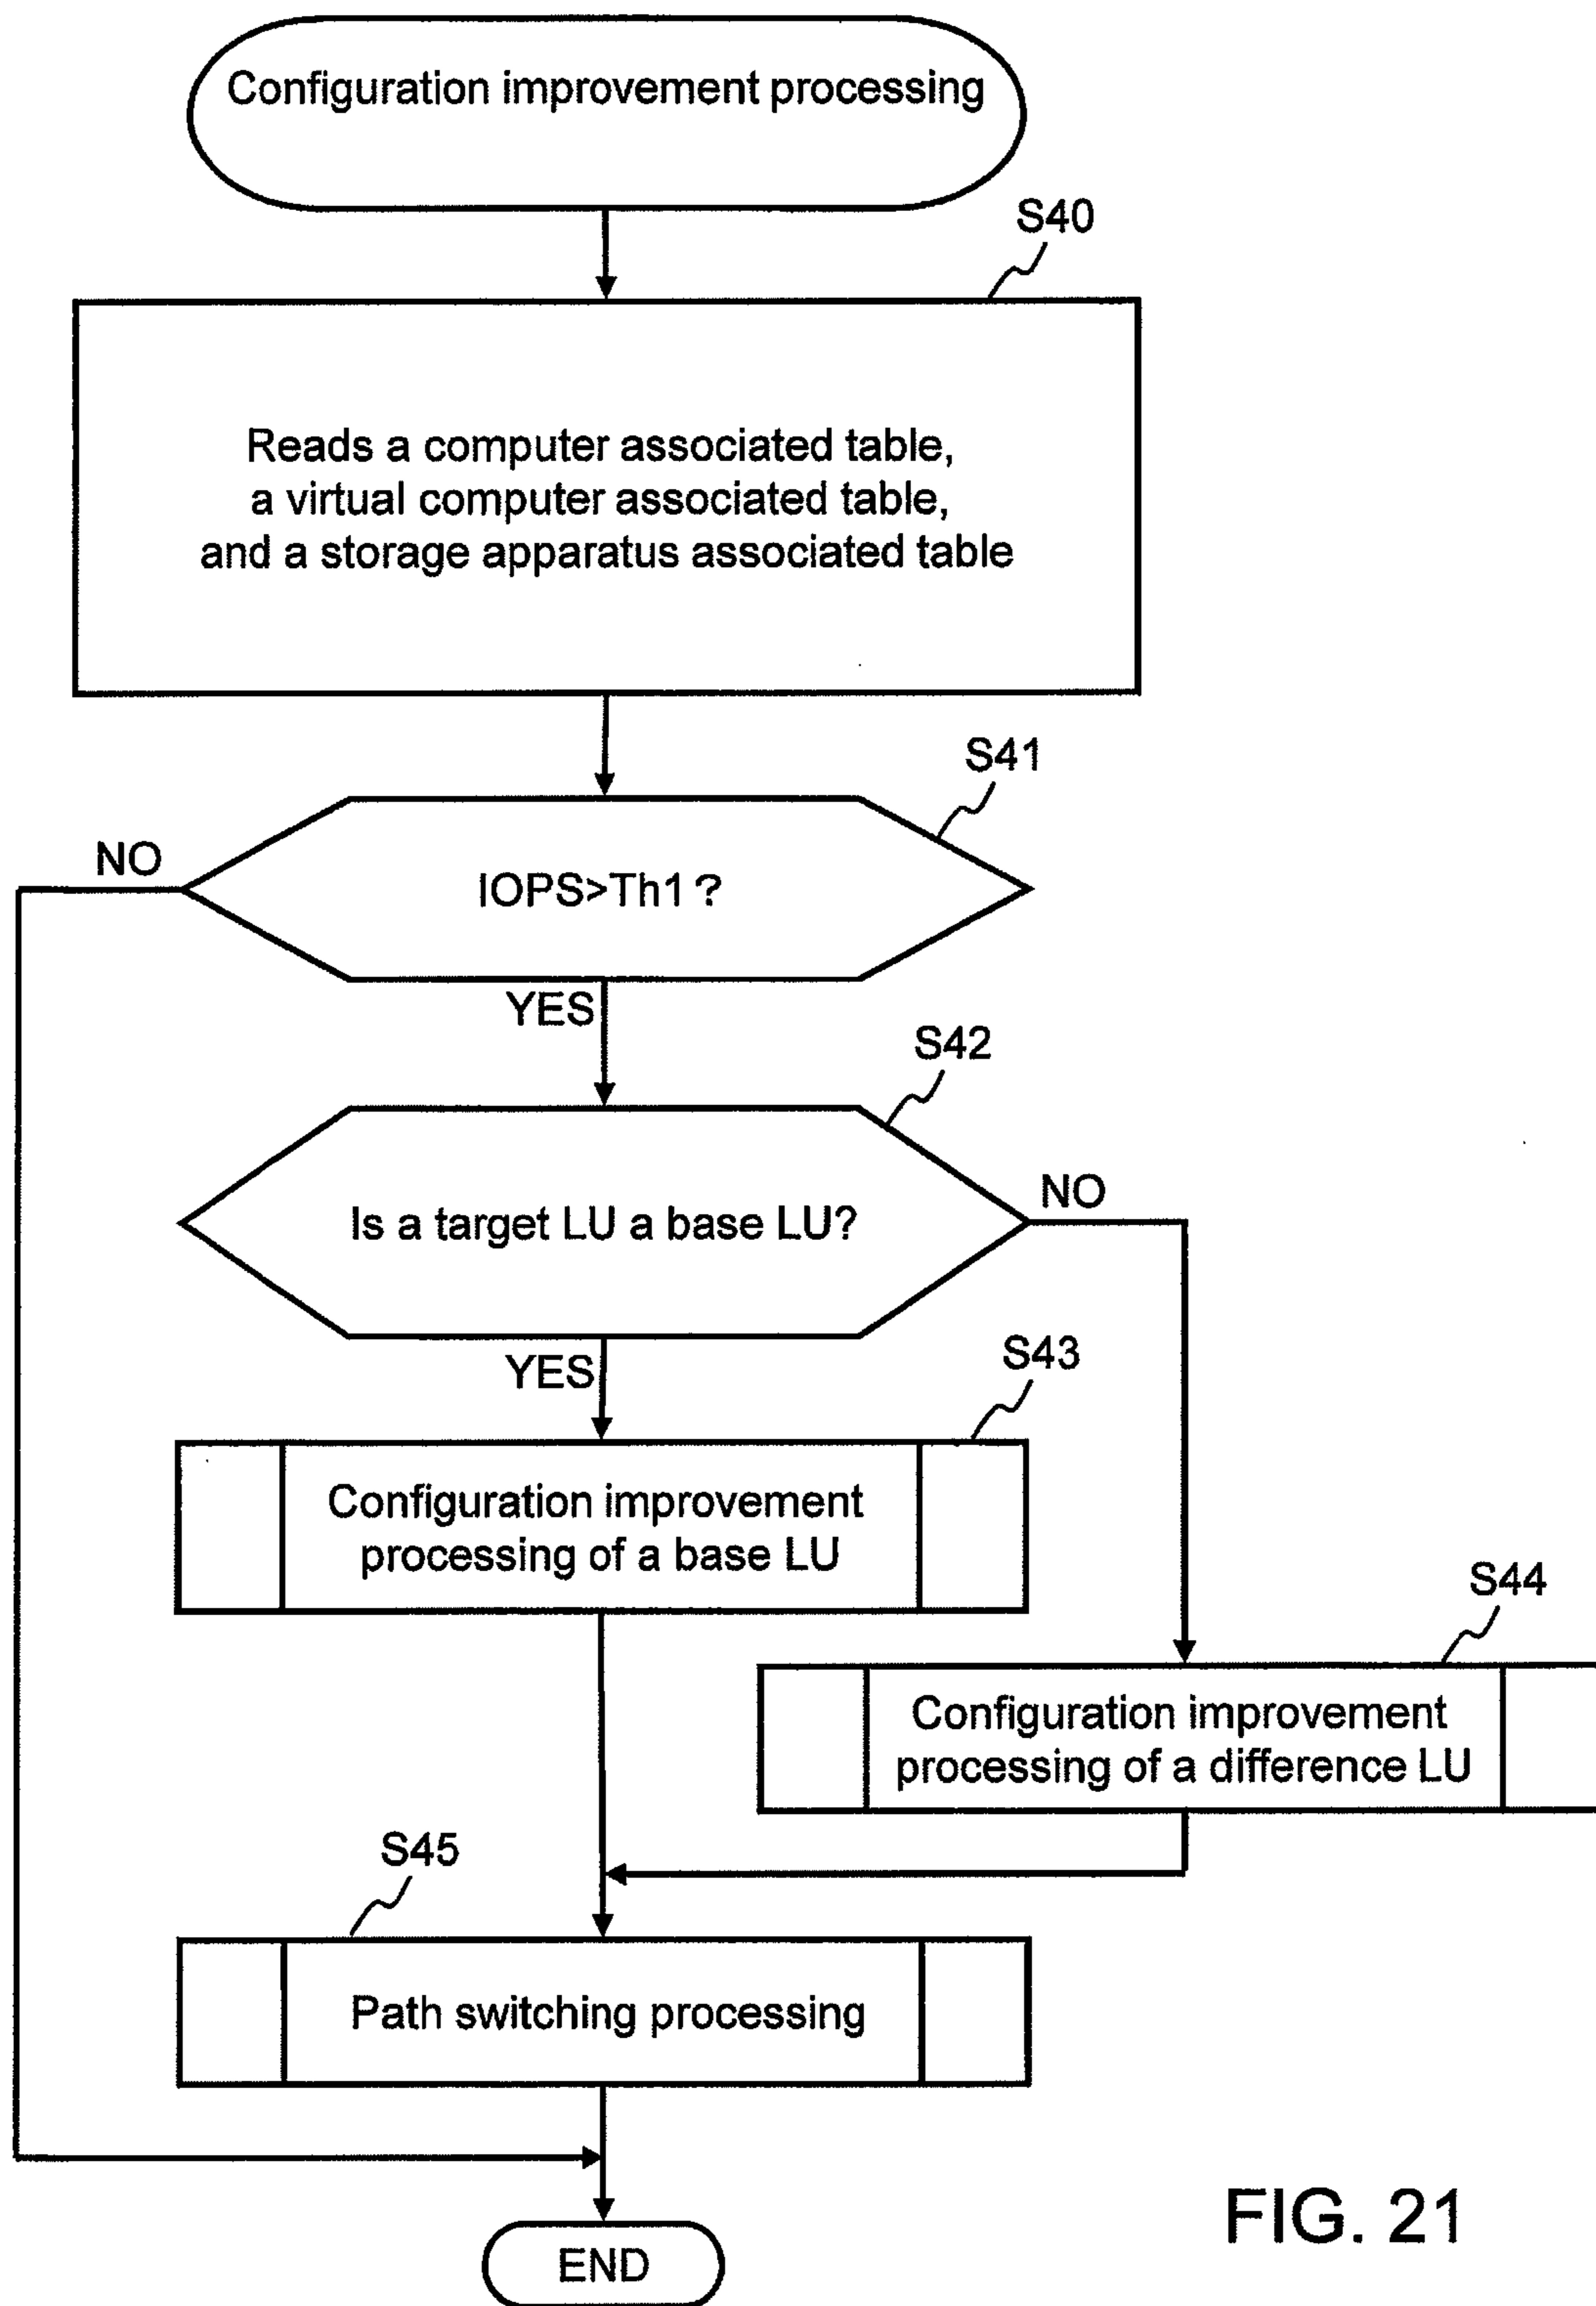 Configuration improvement processing
S40
Reads a computer associated table,
a virtual computer associated table,
and a storage apparatus associated table
S41
NO
IOPS>Th1?
YES
S42
NO
Is a target LU a base LU?
YES
S43
Configuration improvement
processing of a base LU
S44
Configuration improvement
processing of a difference LU
S45
Path switching processing
END
FIG. 21